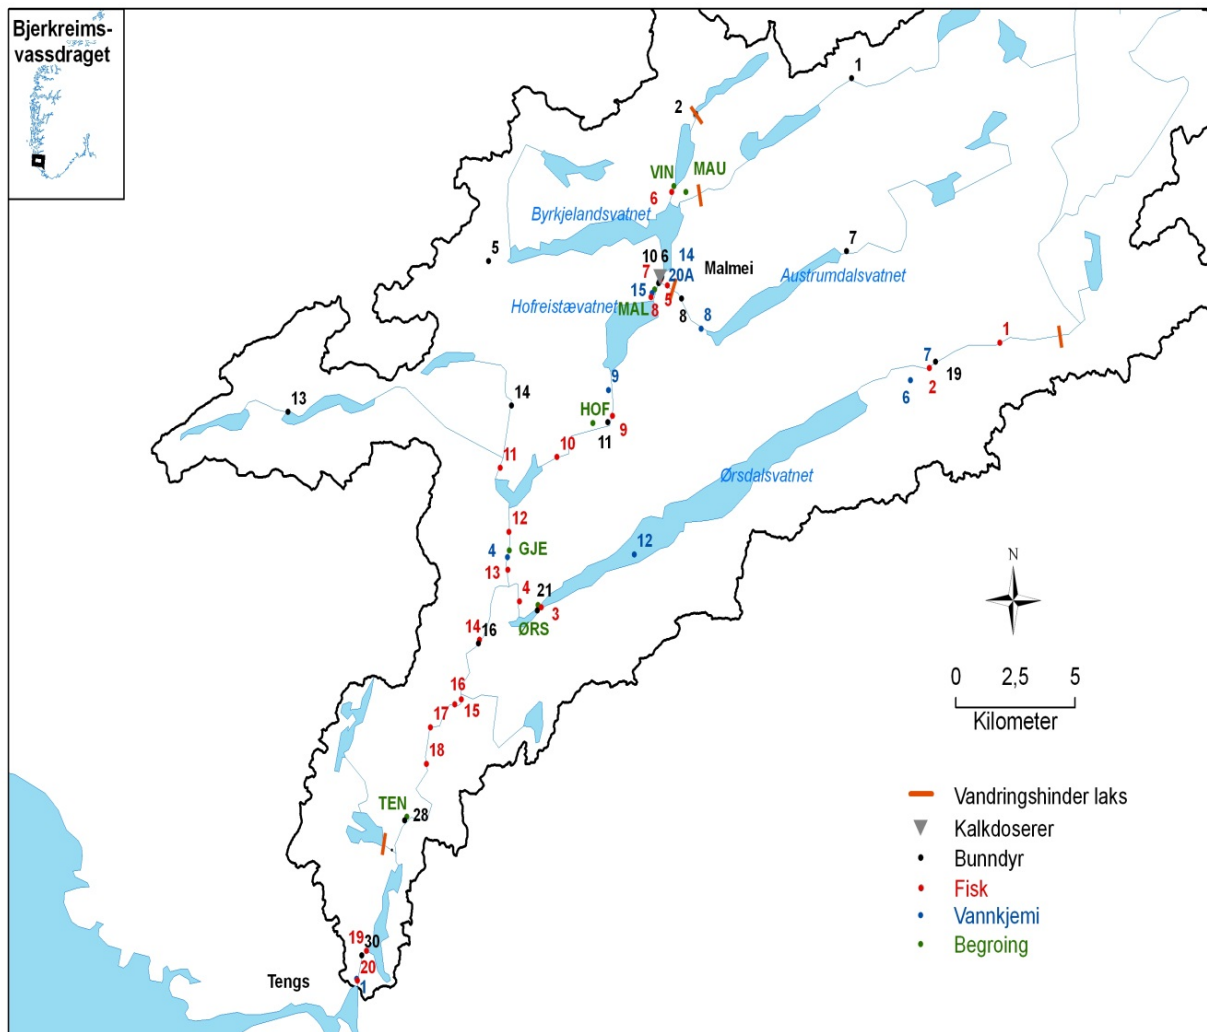 Bjerkreims-
vassdraget
1
2
VIN
MAU
6
Byrkjelandsvatnet
5
10 6
14
7
20A
Malmei
7
Austrumdalsvatnet
15
5
Hofreistævatnet
MAL
8
8
8
1
7
19
2
6
9
13
14
HOF
11
9
10
11
Ørsdalsvatnet
12
12
4
GJE
13
4
21
3
ØRS
14
16
N
16
15
17
18
0
2,5
5
Kilometer
TEN
28
Vandringshinder laks
Kalkdoserer
Bunndyr
Fisk
Vannkjemi
Begroing
19
30
20
1
Tengs